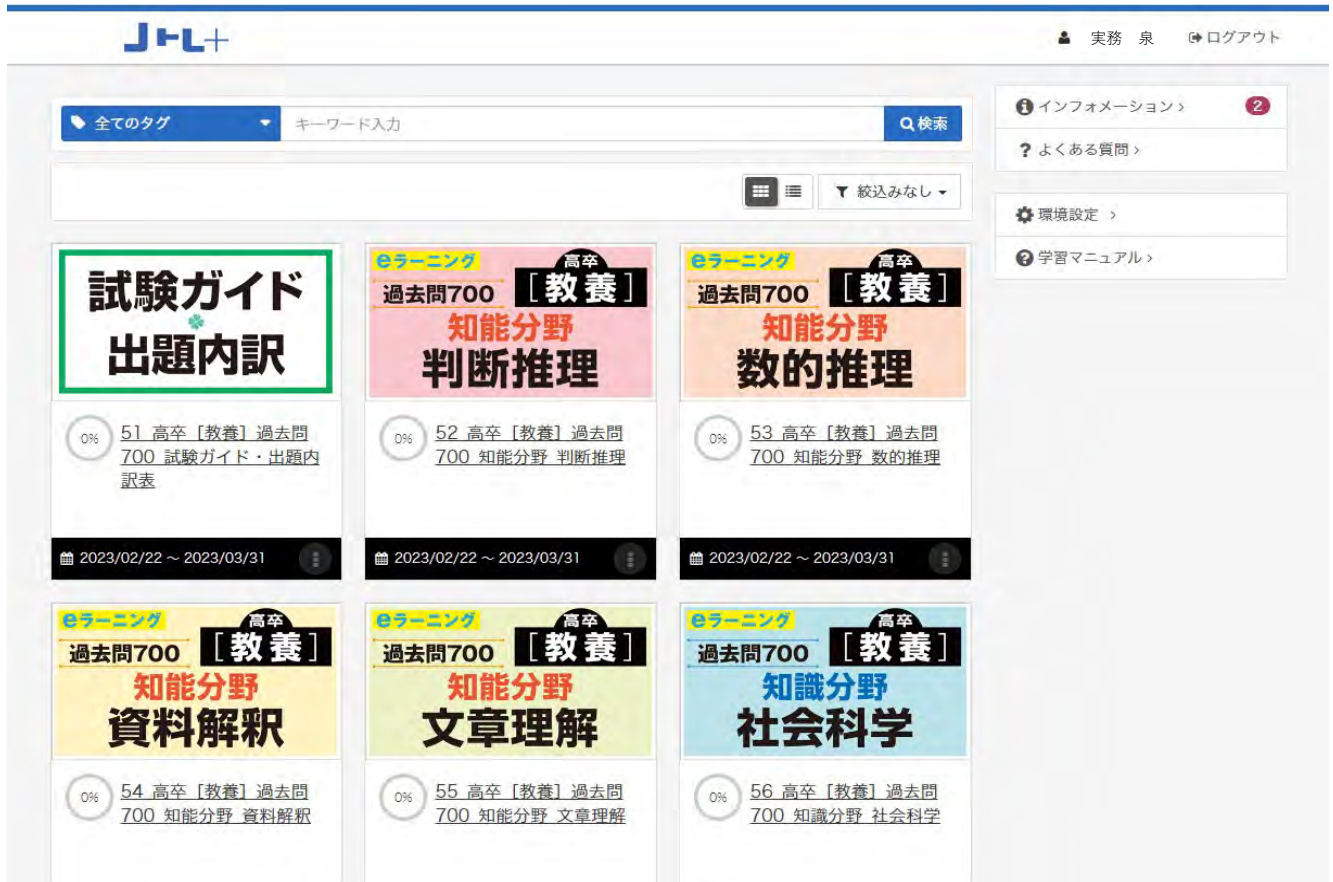 Jトレ+
実務 泉
ログアウト
全てのタグ
キーワード入力
検索
インフォメーション >
2
よくある質問 >
絞込みなし
環境設定 >
学習マニュアル >
試験ガイド
出題内訳
0%
51 高卒［教養］過去問
700 試験ガイド・出題内
訳表
2023/02/22 ～ 2023/03/31
eラーニング
高卒
過去問700
［教養］
知能分野
判断推理
0%
52 高卒［教養］過去問
700 知能分野 判断推理
2023/02/22 ～ 2023/03/31
eラーニング
高卒
過去問700
［教養］
知能分野
数的推理
0%
53 高卒［教養］過去問
700 知能分野 数的推理
2023/02/22 ～ 2023/03/31
eラーニング
高卒
過去問700
［教養］
知能分野
資料解釈
0%
54 高卒［教養］過去問
700 知能分野 資料解釈
eラーニング
高卒
過去問700
［教養］
知能分野
文章理解
0%
55 高卒［教養］過去問
700 知能分野 文章理解
eラーニング
高卒
過去問700
［教養］
知識分野
社会科学
0%
56 高卒［教養］過去問
700 知識分野 社会科学